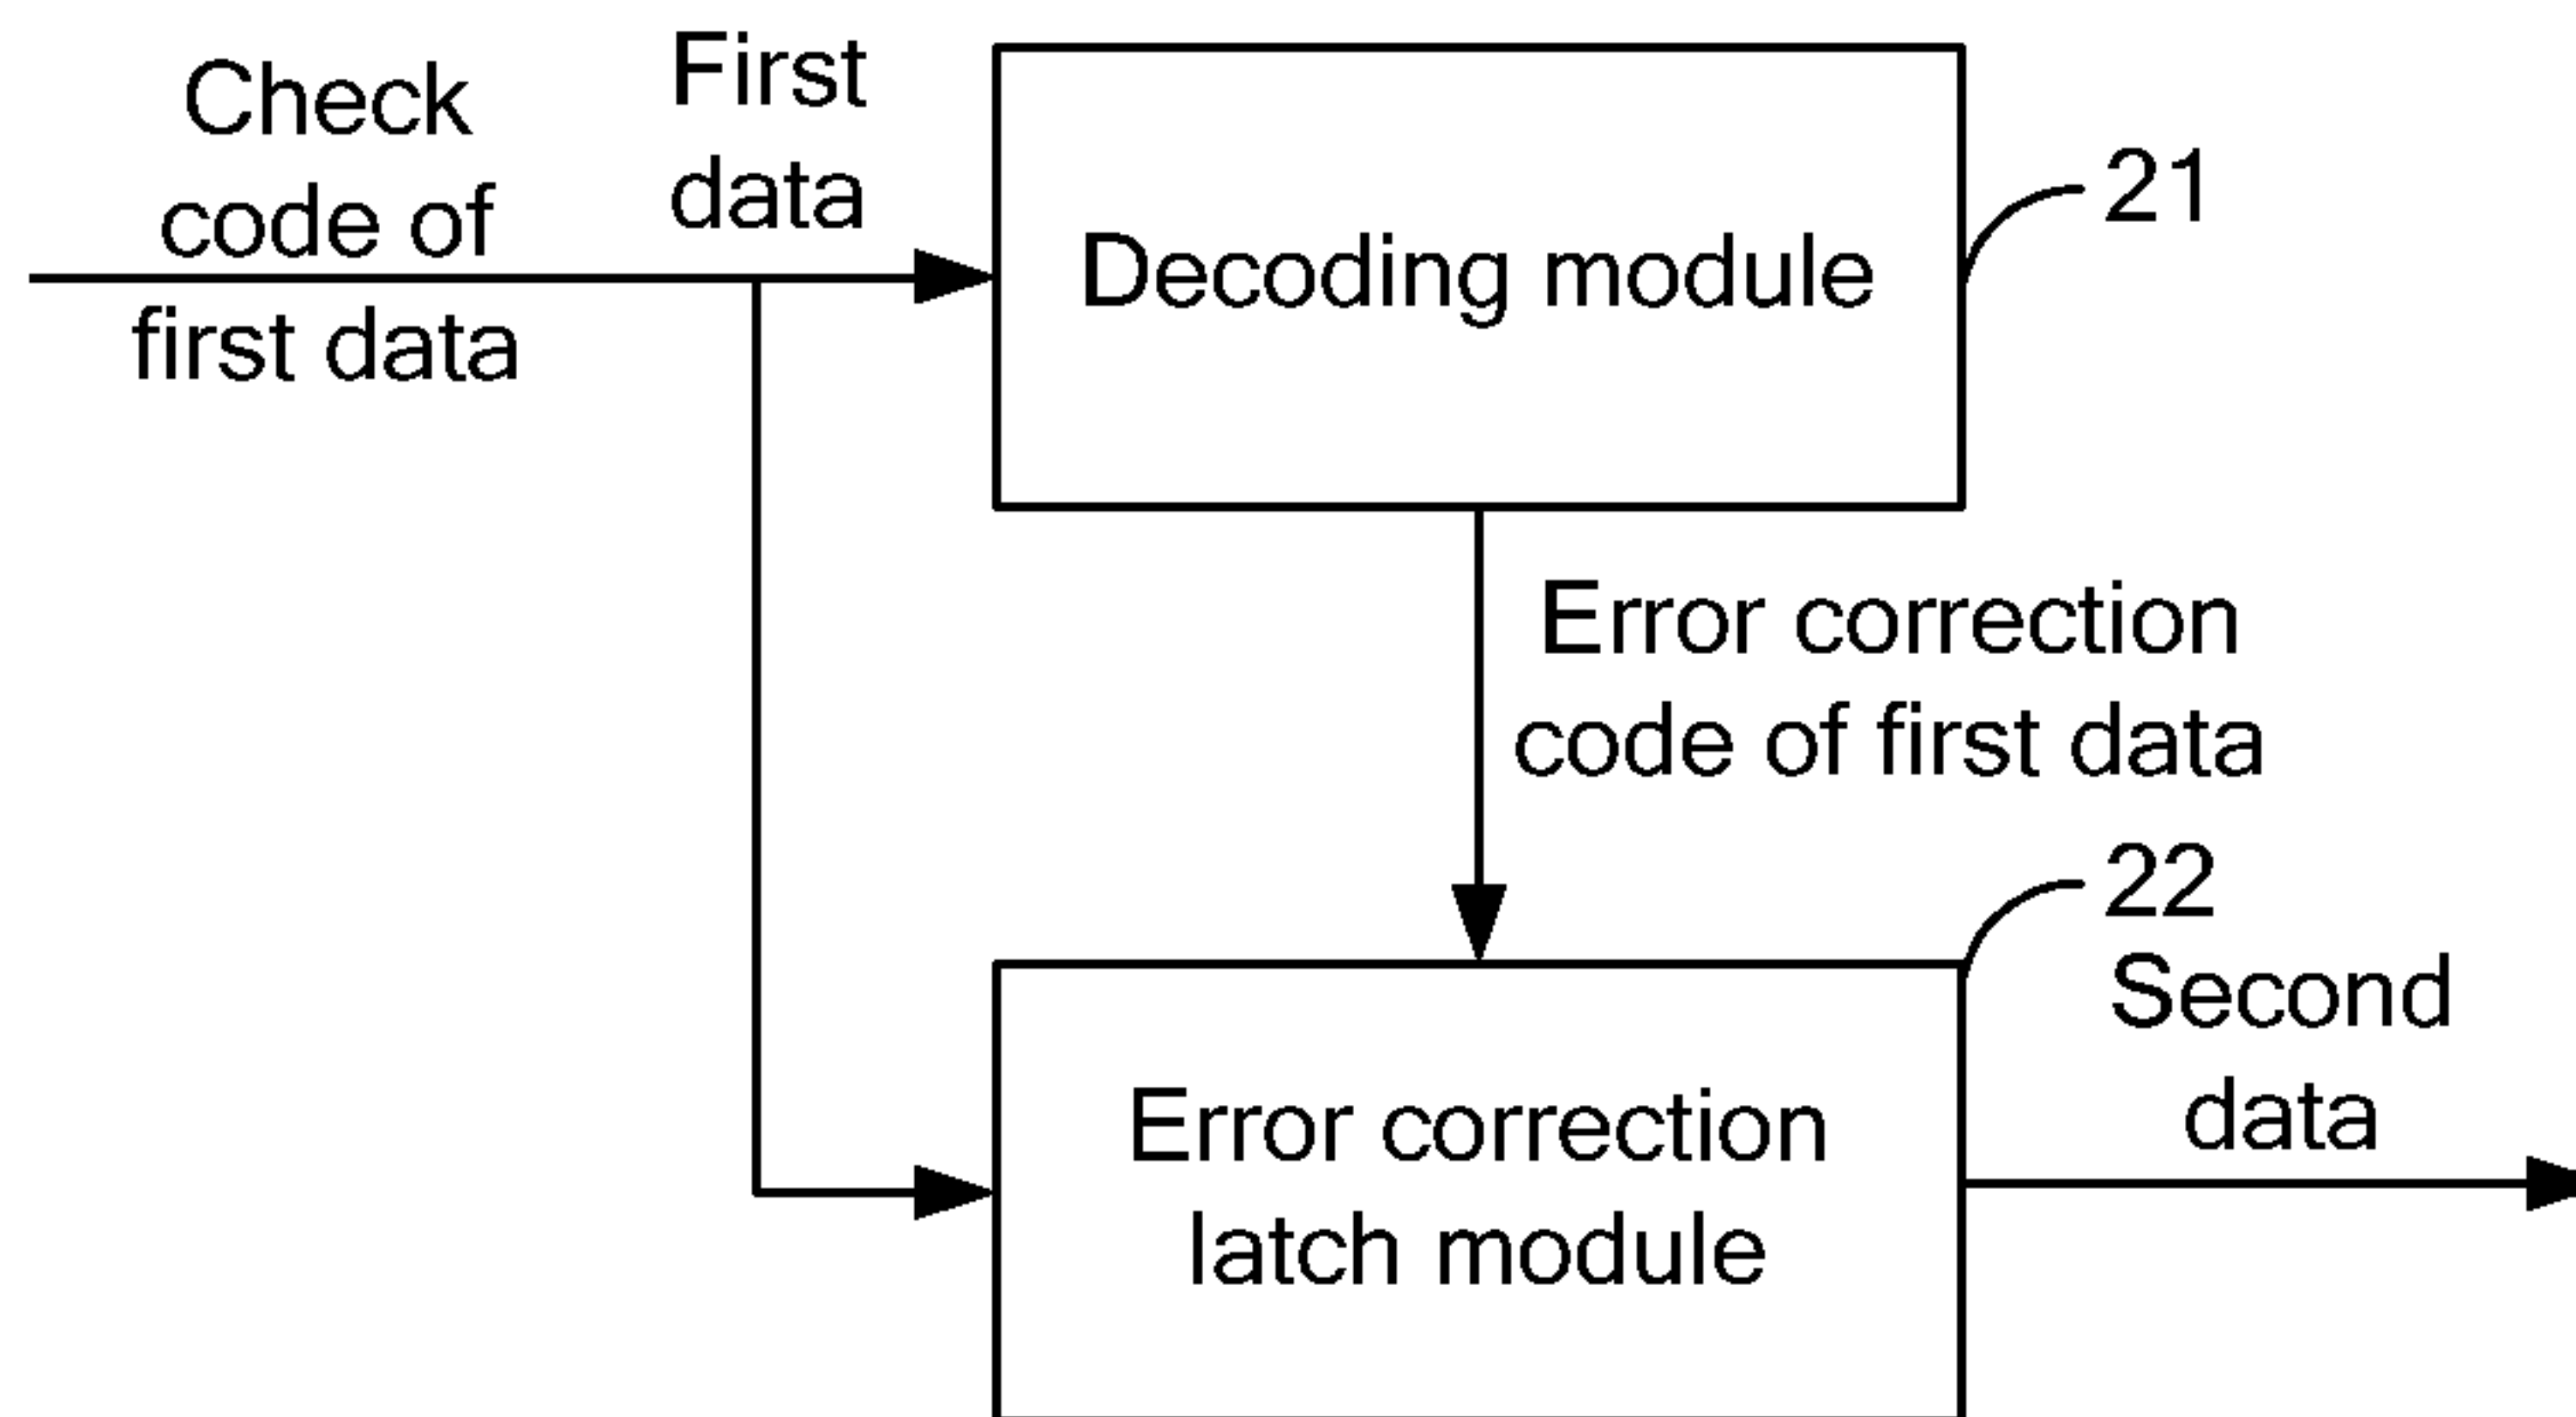 Check
code of
first data
First
data
Decoding module
21
Error correction
code of first data
22
Second
data
Error correction
latch module